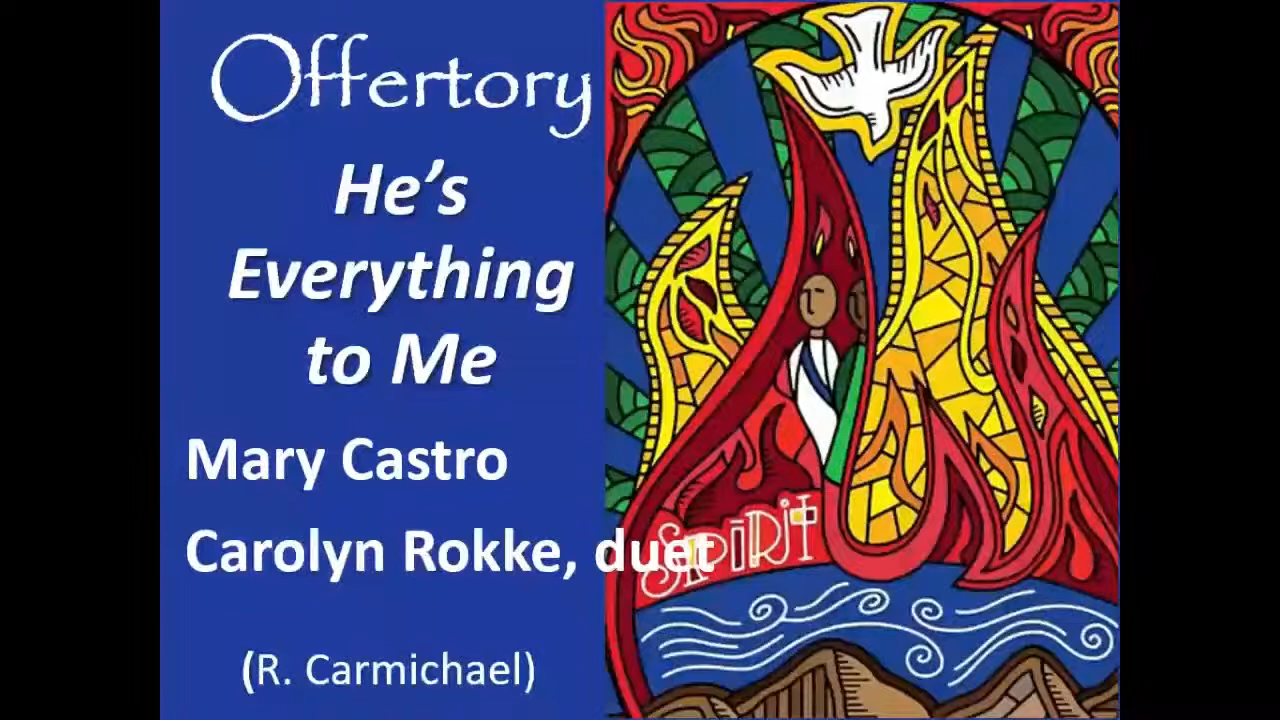 Offertory
He's
Everything
to Me
Mary Castro
Carolyn Rokke, duet
SPIRIT
(R. Carmichael)